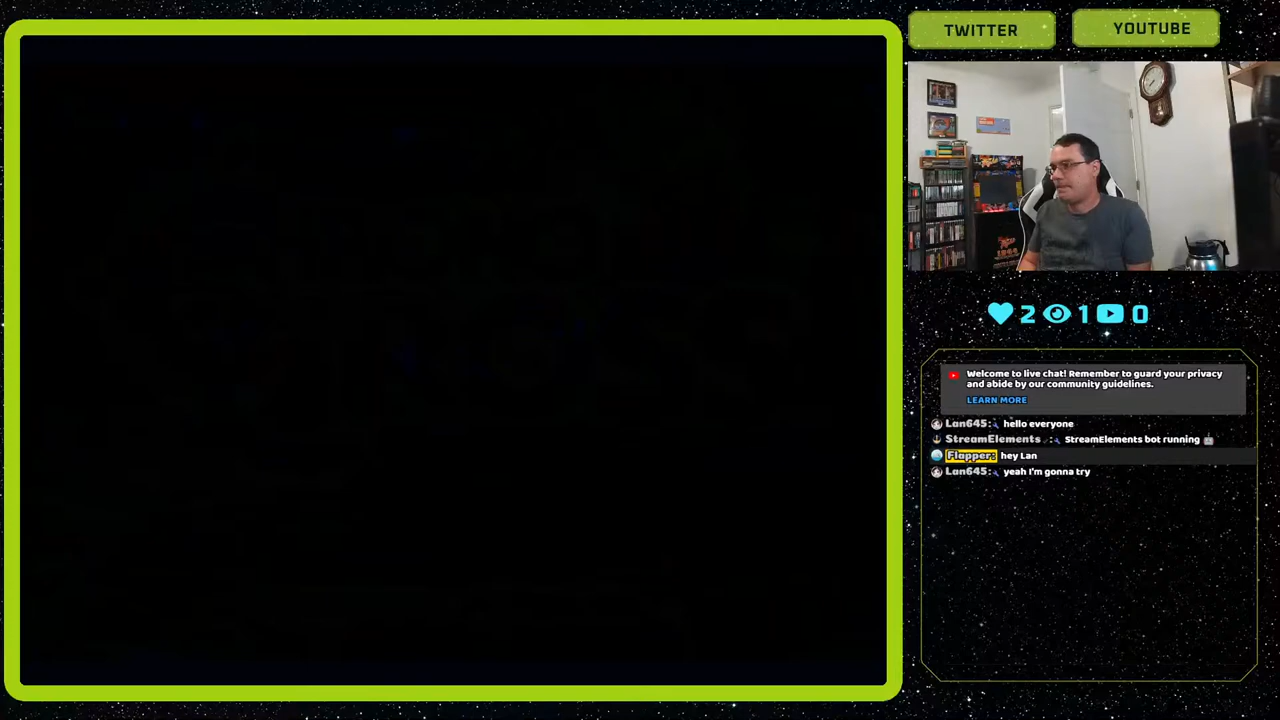 TWITTER
YOUTUBE
2 1 0
Welcome to live chat! Remember to guard your privacy
and abide by our community guidelines.
LEARN MORE
Lan645: hello everyone
StreamElements : StreamElements bot running
Flappers hey Lan
Lan645: yeah I'm gonna try